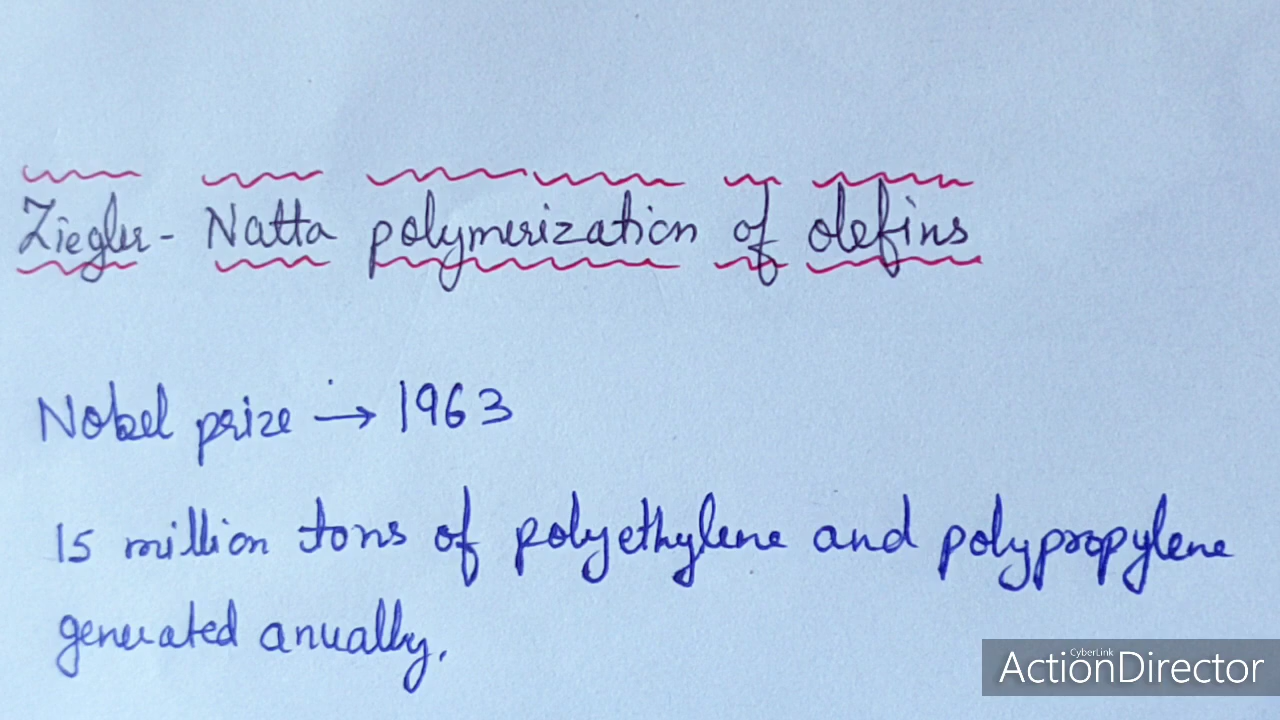 Ziegler- Natta polymerization of olefins
Nobel prize → 1963
15 million tons of polyethylene and polypropylene
generated anually.
CyberLink
ActionDirector